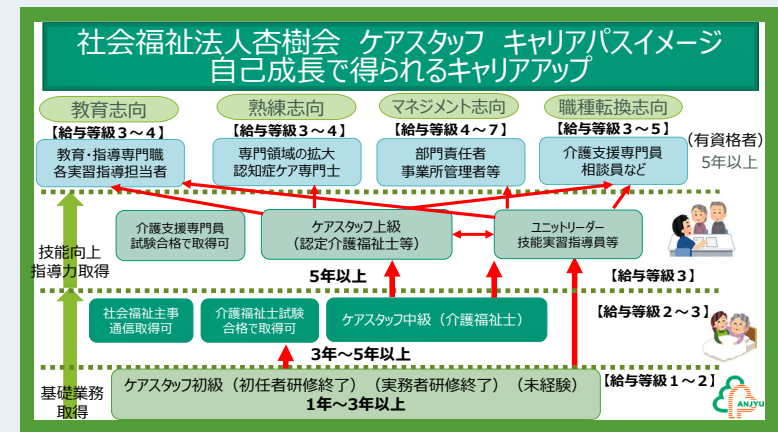 社会福祉法人杏樹会　ケアスタッフ　キャリアパスイメージ
自己成長で得られるキャリアアップ
教育志向
熟練志向
マネジメント志向
職種転換志向
【給与等級３～４】
【給与等級３～４】
【給与等級４～７】
【給与等級３～５】
教育・指導専門職
各実習指導担当者
専門領域の拡大
認知症ケア専門士
部門責任者
事業所管理者等
介護支援専門員
相談員など
(有資格者)
5年以上
介護支援専門員
試験合格で取得可
ケアスタッフ上級
（認定介護福祉士等）
ユニットリーダー
技能実習指導員等
技能向上
指導力取得
5年以上
【給与等級３】
社会福祉主事
通信取得可
介護福祉士試験
合格で取得可
ケアスタッフ中級（介護福祉士）
【給与等級２～３】
3年～5年以上
基礎業務
取得
ケアスタッフ初級（初任者研修終了）（実務者研修終了）（未経験）
1年～3年以上
【給与等級１～２】
ANJYU